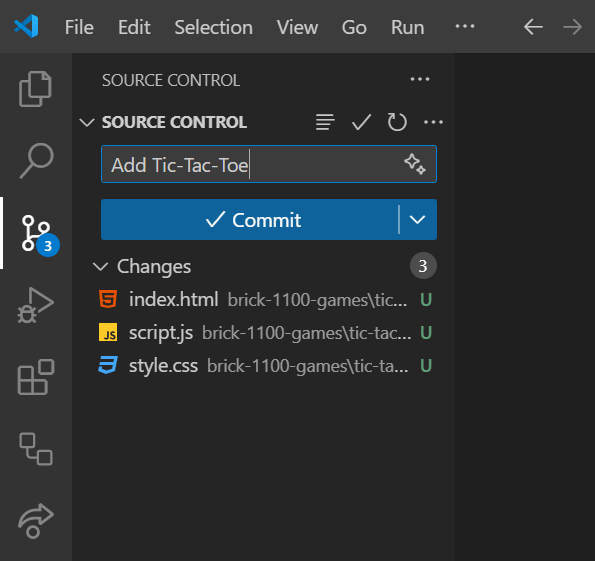 File Edit Selection View Go Run ···
SOURCE CONTROL ···
SOURCE CONTROL ···
Add Tic-Tac-Toe
Commit
3
Changes 3
index.html brick-1100-games\tic... U
JS script.js brick-1100-games\tic-tac... U
style.css brick-1100-games\tic-ta... U